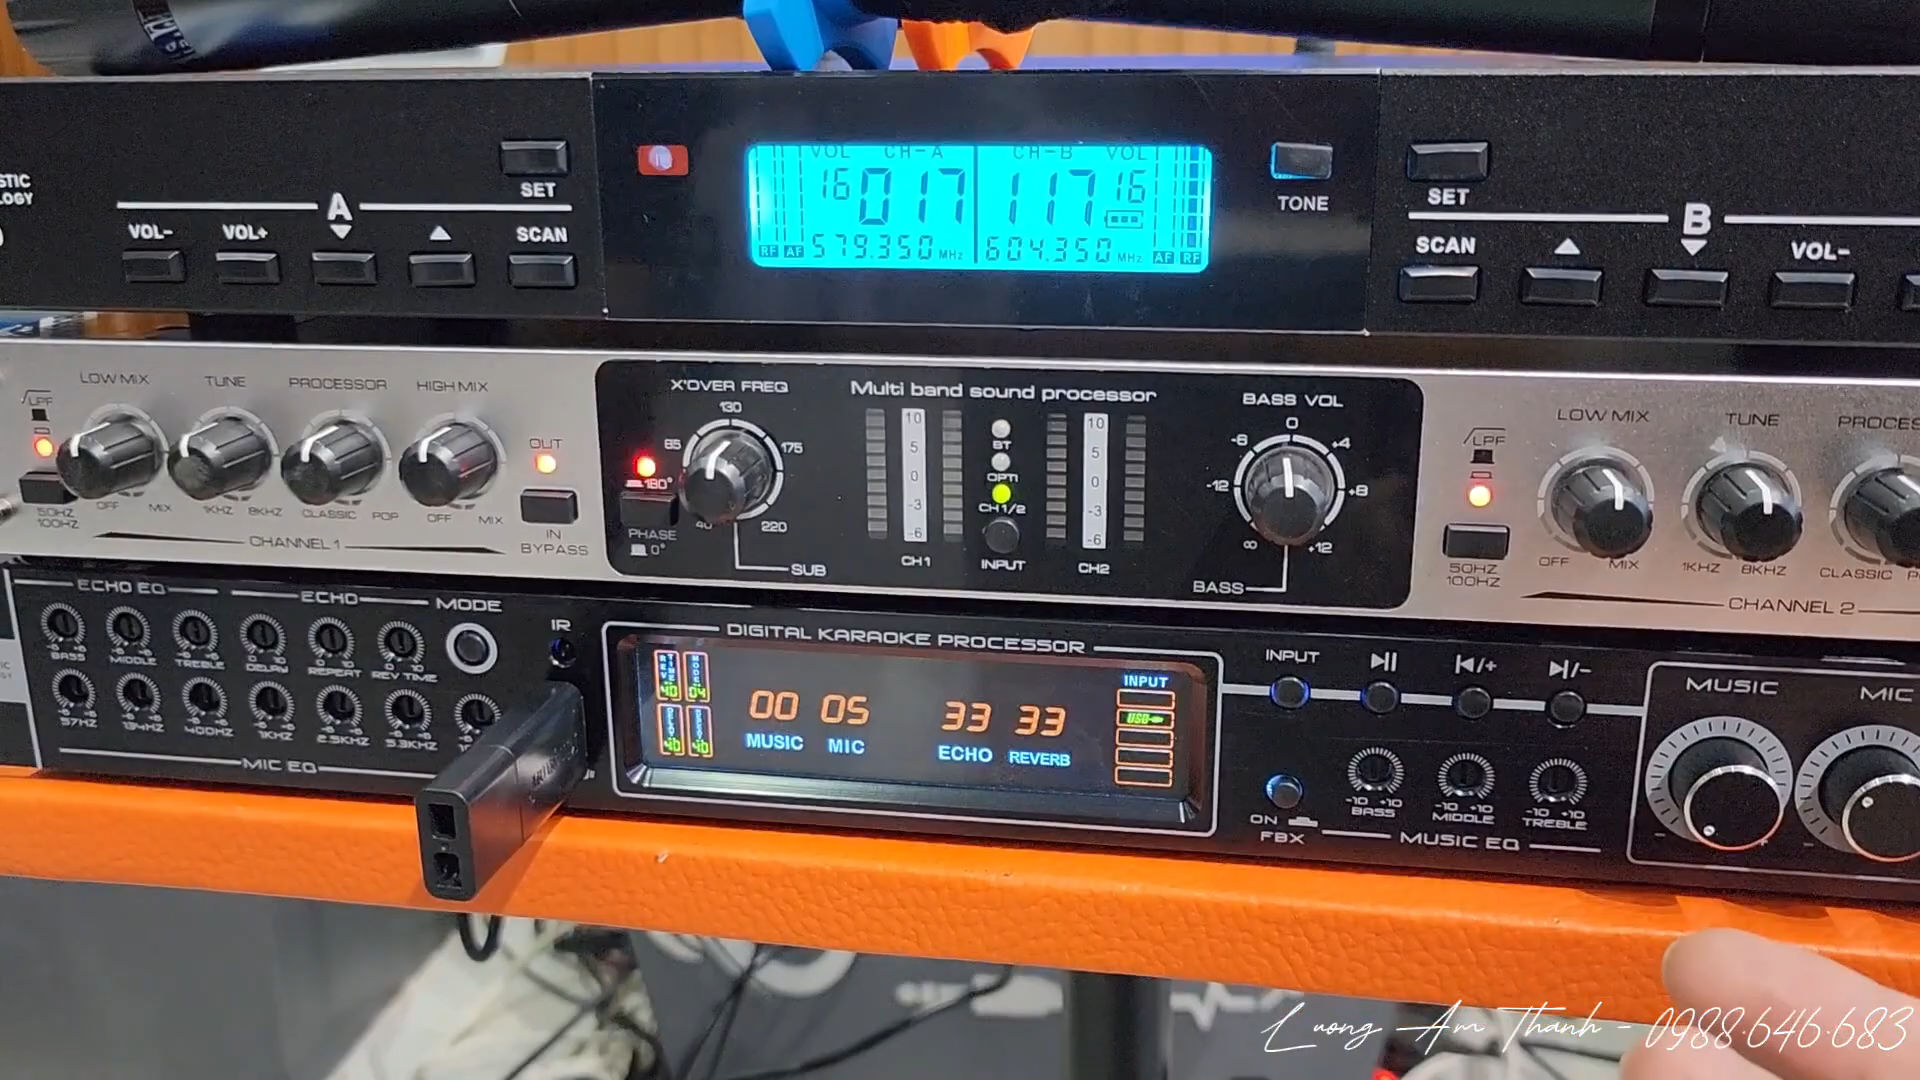 STIC
LOGY
SET
A
VOL-
VOL+
SCAN
VOL CH-A CH-B VOL
16 017 117 16
RF AF 579.350 MHz 604.350 MHz AF RF
TONE
SET
B
SCAN
VOL-
LPF
LOW MIX
TUNE
PROCESSOR
HIGH MIX
OUT
50HZ
100HZ
OFF MIX
1KHZ 8KHZ
CLASSIC POP
OFF MIX
IN
BYPASS
CHANNEL 1
X'OVER FREQ
130
85
175
40
220
180°
PHASE
0°
SUB
Multi band sound processor
10
5
0
-3
-6
CH1
BT
OPTI
CH1/2
INPUT
10
5
0
-3
-6
CH2
BASS VOL
0
-6 +4
-12 +8
∞ +12
BASS
LPF
LOW MIX
TUNE
PROCES
50HZ
100HZ
OFF MIX
1KHZ 8KHZ
CLASSIC P
CHANNEL 2
ECHO EQ
ECHO
MODE
BASS
MIDDLE
TREBLE
DELAY
REPEAT
REV TIME
57HZ
134HZ
400HZ
1KHZ
2.5KHZ
5.3KHZ
MIC EQ
IR
DIGITAL KARAOKE PROCESSOR
40 04
40 40
00 05 33 33
MUSIC MIC ECHO REVERB
INPUT
USB
INPUT
ON
FBX
-10 +10
BASS
-10 +10
MIDDLE
-10 +10
TREBLE
MUSIC EQ
MUSIC
MIC
- +
-
Luong Am Thanh - 0988.646.683